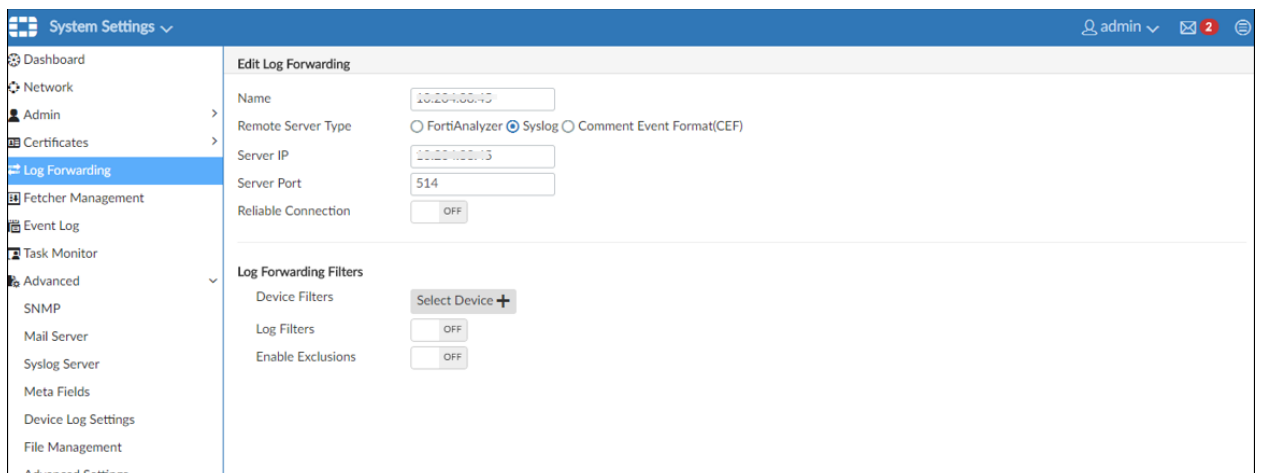 System Settings
admin
2
Dashboard
Network
Admin
Certificates
Log Forwarding
Fetcher Management
Event Log
Task Monitor
Advanced
SNMP
Mail Server
Syslog Server
Meta Fields
Device Log Settings
File Management
Advanced Settings
Edit Log Forwarding
Name
Remote Server Type FortiAnalyzer Syslog Comment Event Format(CEF)
Server IP
Server Port 514
Reliable Connection OFF
Log Forwarding Filters
Device Filters Select Device
Log Filters OFF
Enable Exclusions OFF